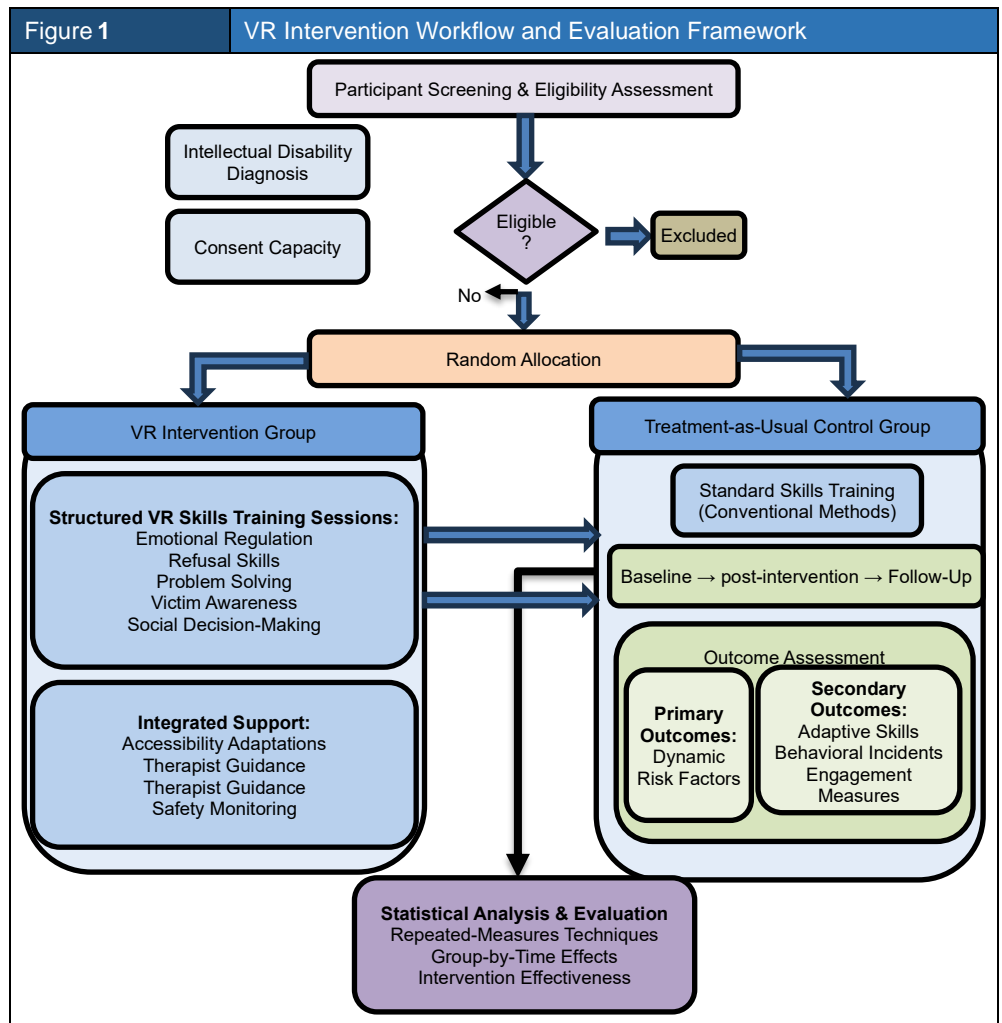 Figure 1
VR Intervention Workflow and Evaluation Framework
Participant Screening & Eligibility Assessment
Intellectual Disability
Diagnosis
Consent Capacity
Eligible
?
Excluded
No
Random Allocation
VR Intervention Group
Structured VR Skills Training Sessions:
Emotional Regulation
Refusal Skills
Problem Solving
Victim Awareness
Social Decision-Making
Integrated Support:
Accessibility Adaptations
Therapist Guidance
Therapist Guidance
Safety Monitoring
Treatment-as-Usual Control Group
Standard Skills Training
(Conventional Methods)
Baseline → post-intervention → Follow-Up
Outcome Assessment
Primary
Outcomes:
Dynamic
Risk Factors
Secondary
Outcomes:
Adaptive Skills
Behavioral Incidents
Engagement
Measures
Statistical Analysis & Evaluation
Repeated-Measures Techniques
Group-by-Time Effects
Intervention Effectiveness